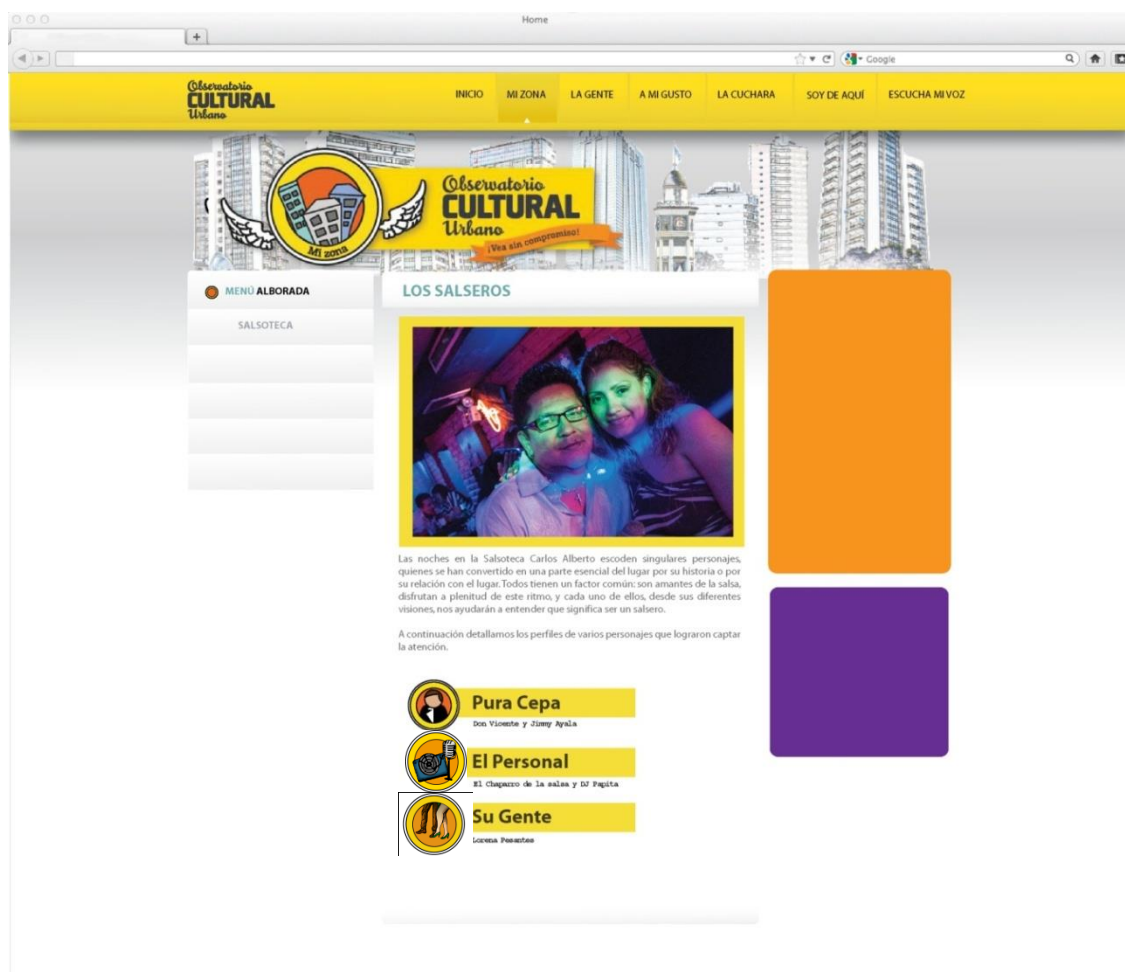 Home
Google
Observatorio
CULTURAL
Urbano
INICIO MI ZONA LA GENTE A MI GUSTO LA CUCHARA SOY DE AQUÍ ESCUCHA MI VOZ
Observatorio
CULTURAL
Urbano
¡Vea sin compromiso!
Mi zona
MENÚ ALBORADA
SALSOTECA
LOS SALSEROS
Las noches en la Salsoteca Carlos Alberto escoden singulares personajes,
quienes se han convertido en una parte esencial del lugar por su historia o por
su relación con el lugar. Todos tienen un factor común: son amantes de la salsa,
disfrutan a plenitud de este ritmo, y cada uno de ellos, desde sus diferentes
visiones, nos ayudarán a entender que significa ser un salsero.
A continuación detallamos los perfiles de varios personajes que lograron captar
la atención.
Pura Cepa
Don Vicente y Jimmy Ayala
El Personal
El Chaparro de la salsa y DJ Papita
Su Gente
Lorena Pesantes